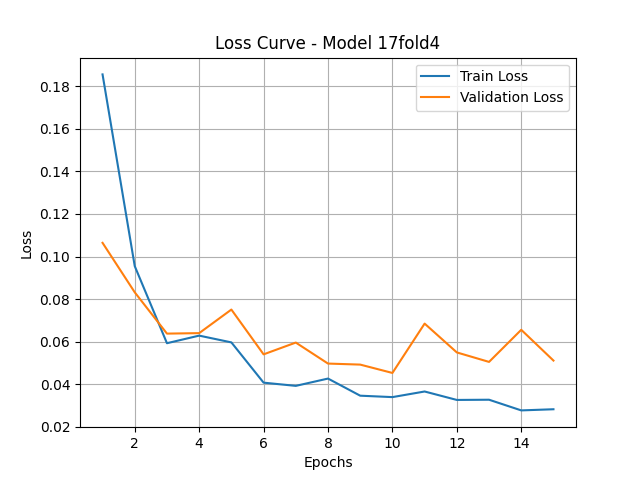 Loss Curve - Model 17fold4
Train Loss
Validation Loss
0.18
0.16
0.14
0.12
0.10
0.08
0.06
0.04
0.02
Loss
2 4 6 8 10 12 14
Epochs